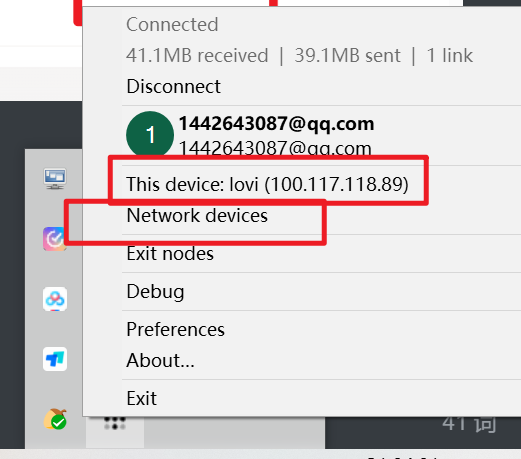 Connected
41.1MB received | 39.1MB sent | 1 link
Disconnect
1
1442643087@qq.com
1442643087@qq.com
This device: lovi (100.117.118.89)
Network devices
Exit nodes
Debug
Preferences
About...
Exit
41 词